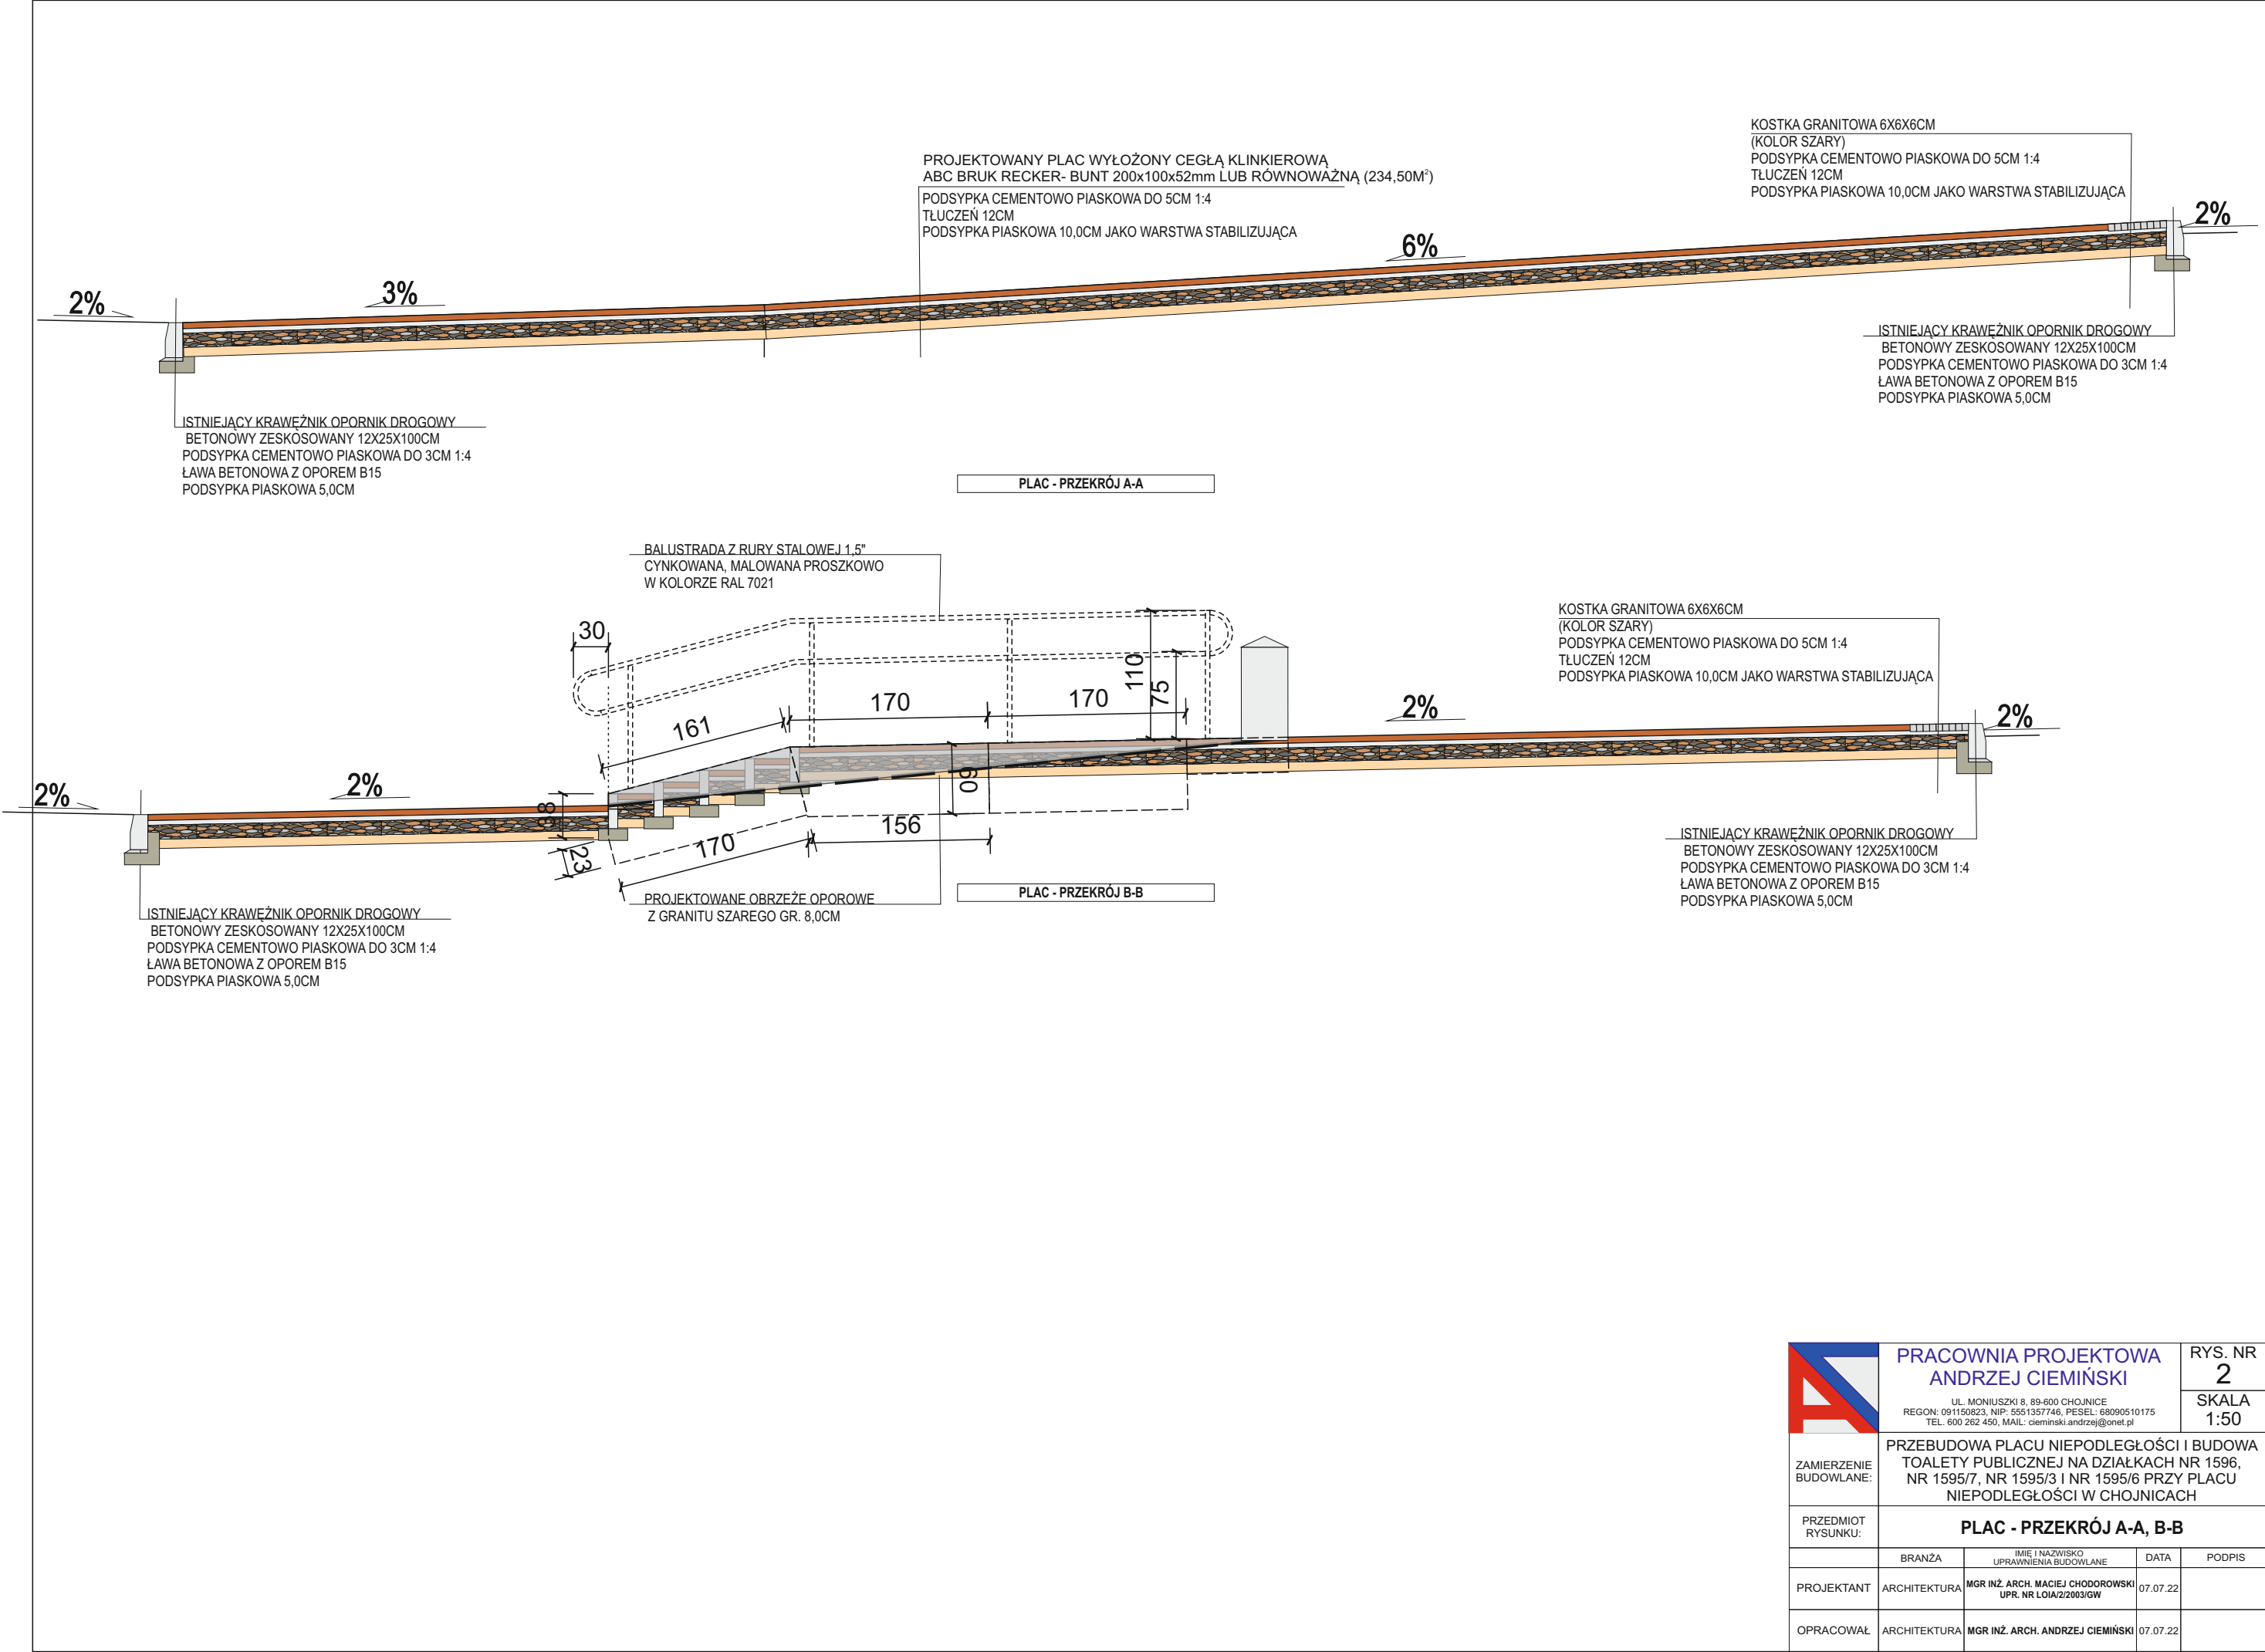 KOSTKA GRANITOWA 6X6X6CM
(KOLOR SZARY)
PODSYPKA CEMENTOWO PIASKOWA DO 5CM 1:4
TŁUCZEŃ 12CM
PODSYPKA PIASKOWA 10,0CM JAKO WARSTWA STABILIZUJĄCA
PROJEKTOWANY PLAC WYŁOŻONY CEGŁĄ KLINKIEROWĄ
ABC BRUK RECKER- BUNT 200x100x52mm LUB RÓWNOWAŻNĄ (234,50M²)
PODSYPKA CEMENTOWO PIASKOWA DO 5CM 1:4
TŁUCZEŃ 12CM
PODSYPKA PIASKOWA 10,0CM JAKO WARSTWA STABILIZUJĄCA
2%
3%
6%
2%
ISTNIEJĄCY KRAWĘŻNIK OPORNIK DROGOWY
BETONOWY ZESKOSOWANY 12X25X100CM
PODSYPKA CEMENTOWO PIASKOWA DO 3CM 1:4
ŁAWA BETONOWA Z OPOREM B15
PODSYPKA PIASKOWA 5,0CM
ISTNIEJĄCY KRAWĘŻNIK OPORNIK DROGOWY
BETONOWY ZESKOSOWANY 12X25X100CM
PODSYPKA CEMENTOWO PIASKOWA DO 3CM 1:4
ŁAWA BETONOWA Z OPOREM B15
PODSYPKA PIASKOWA 5,0CM
PLAC - PRZEKRÓJ A-A
BALUSTRADA Z RURY STALOWEJ 1,5"
CYNKOWANA, MALOWANA PROSZKOWO
W KOLORZE RAL 7021
KOSTKA GRANITOWA 6X6X6CM
(KOLOR SZARY)
PODSYPKA CEMENTOWO PIASKOWA DO 5CM 1:4
TŁUCZEŃ 12CM
PODSYPKA PIASKOWA 10,0CM JAKO WARSTWA STABILIZUJĄCA
30
161
170
170
110
75
2%
2%
2%
2%
38
60
23
170
156
PROJEKTOWANE OBRZEŻE OPOROWE
Z GRANITU SZAREGO GR. 8,0CM
PLAC - PRZEKRÓJ B-B
ISTNIEJĄCY KRAWĘŻNIK OPORNIK DROGOWY
BETONOWY ZESKOSOWANY 12X25X100CM
PODSYPKA CEMENTOWO PIASKOWA DO 3CM 1:4
ŁAWA BETONOWA Z OPOREM B15
PODSYPKA PIASKOWA 5,0CM
ISTNIEJĄCY KRAWĘŻNIK OPORNIK DROGOWY
BETONOWY ZESKOSOWANY 12X25X100CM
PODSYPKA CEMENTOWO PIASKOWA DO 3CM 1:4
ŁAWA BETONOWA Z OPOREM B15
PODSYPKA PIASKOWA 5,0CM
PRACOWNIA PROJEKTOWA
ANDRZEJ CIEMIŃSKI
UL. MONIUSZKI 8, 89-600 CHOJNICE
REGON: 091150823, NIP: 5551357746, PESEL: 68090510175
TEL. 600 262 450, MAIL: cieminski.andrzej@onet.pl
RYS. NR
2
SKALA
1:50
ZAMIERZENIE
BUDOWLANE:
PRZEBUDOWA PLACU NIEPODLEGŁOŚCI I BUDOWA
TOALETY PUBLICZNEJ NA DZIAŁKACH NR 1596,
NR 1595/7, NR 1595/3 I NR 1595/6 PRZY PLACU
NIEPODLEGŁOŚCI W CHOJNICACH
PRZEDMIOT
RYSUNKU:
PLAC - PRZEKRÓJ A-A, B-B
BRANŻA
IMIĘ I NAZWISKO
UPRAWNIENIA BUDOWLANE
DATA
PODPIS
PROJEKTANT
ARCHITEKTURA
MGR INŻ. ARCH. MACIEJ CHODOROWSKI
UPR. NR LOIA/2/2003/GW
07.07.22
OPRACOWAŁ
ARCHITEKTURA
MGR INŻ. ARCH. ANDRZEJ CIEMIŃSKI
07.07.22